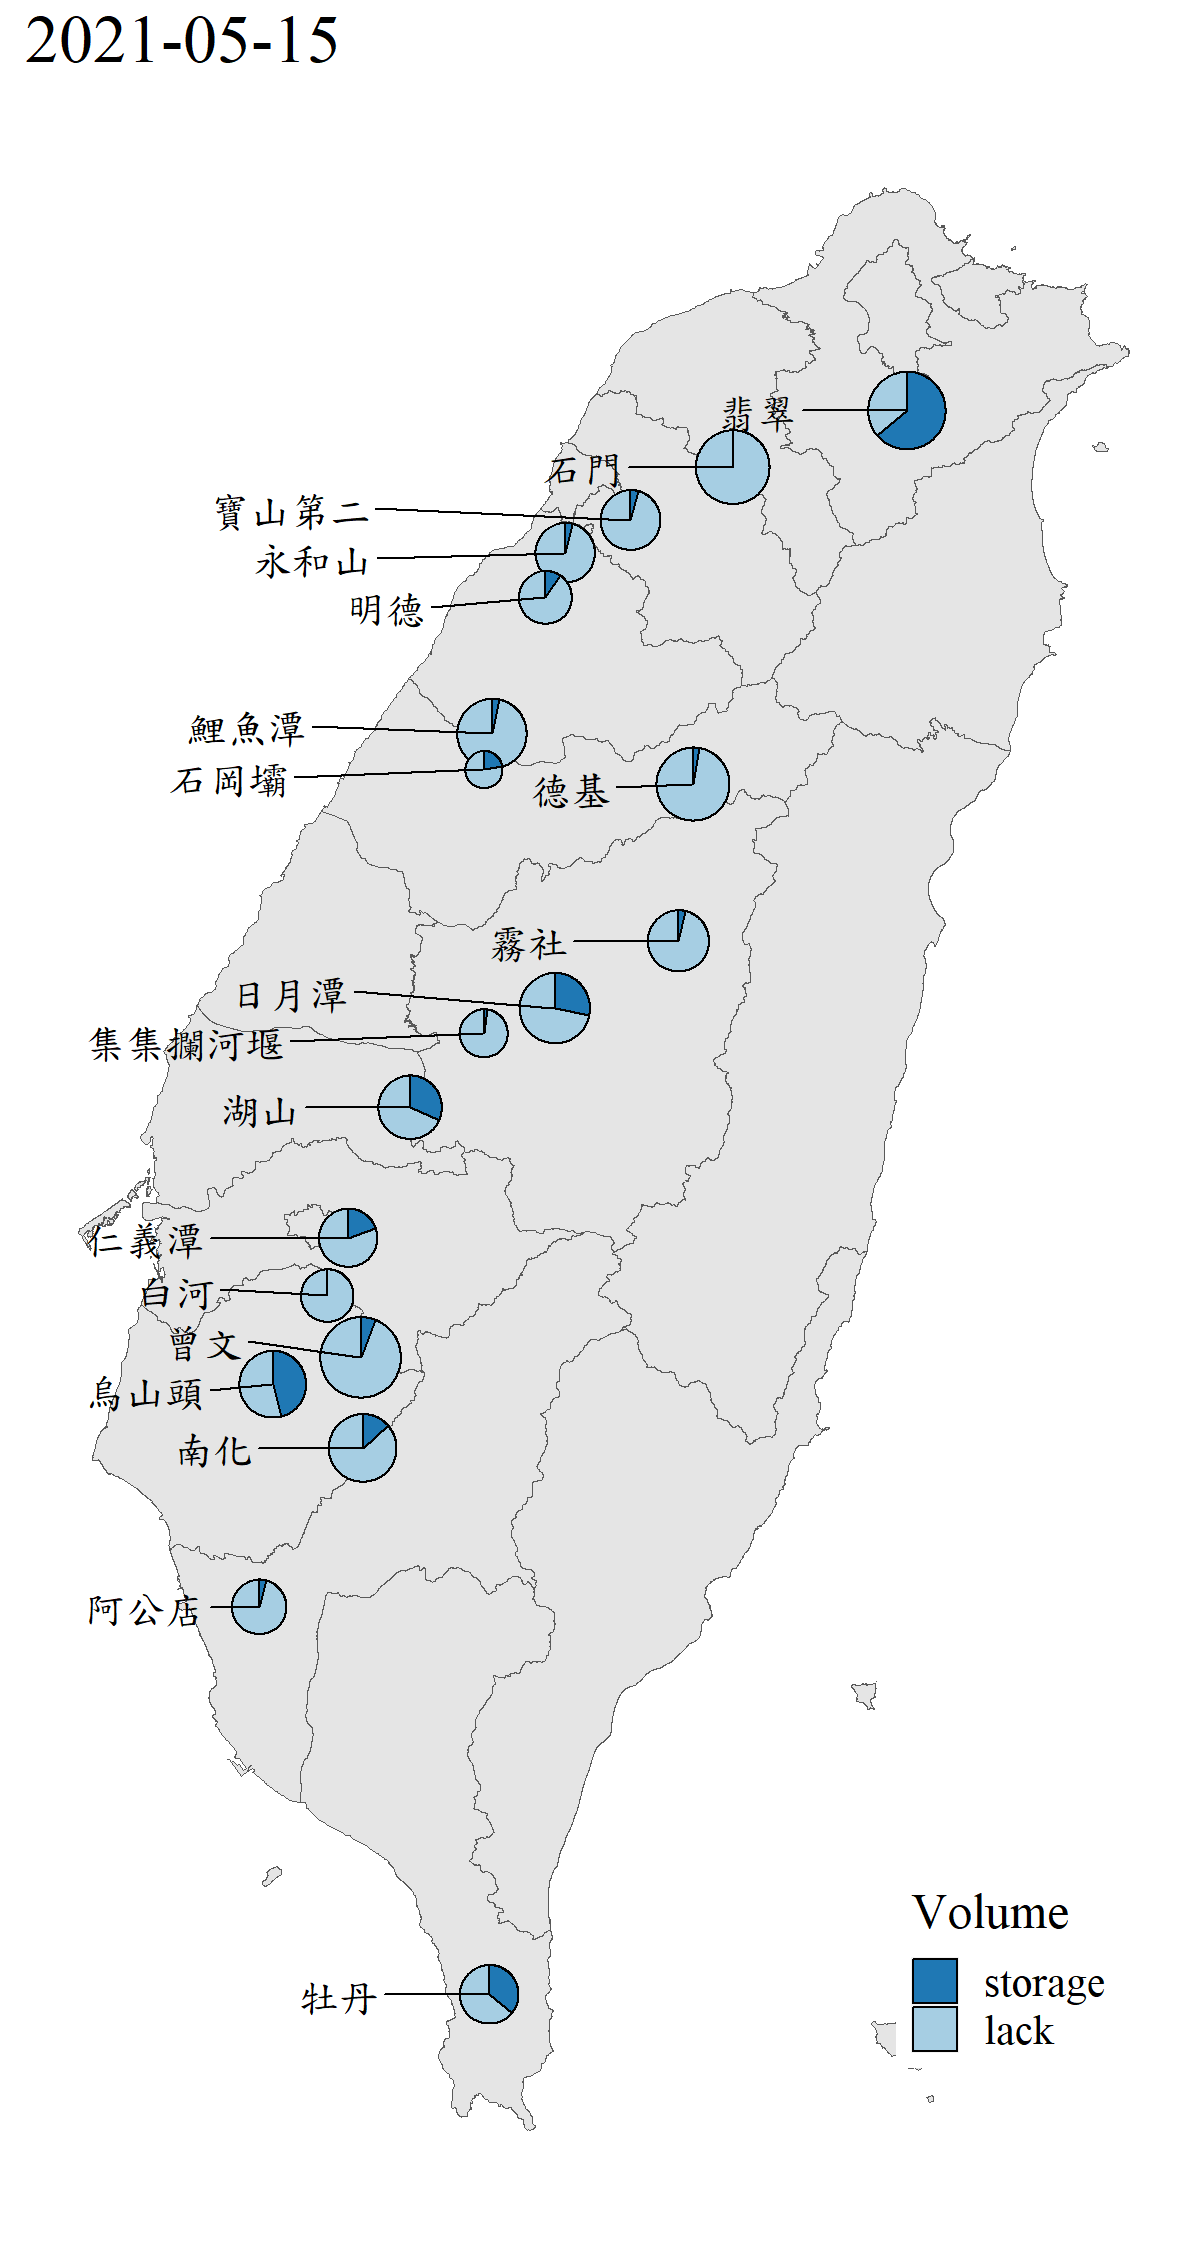 2021-05-15
翡翠
石門
寶山第二
永和山
明德
鯉魚潭
石岡壩
德基
霧社
日月潭
集集攔河堰
湖山
仁義潭
白河
曾文
烏山頭
南化
阿公店
牡丹
Volume
storage
lack